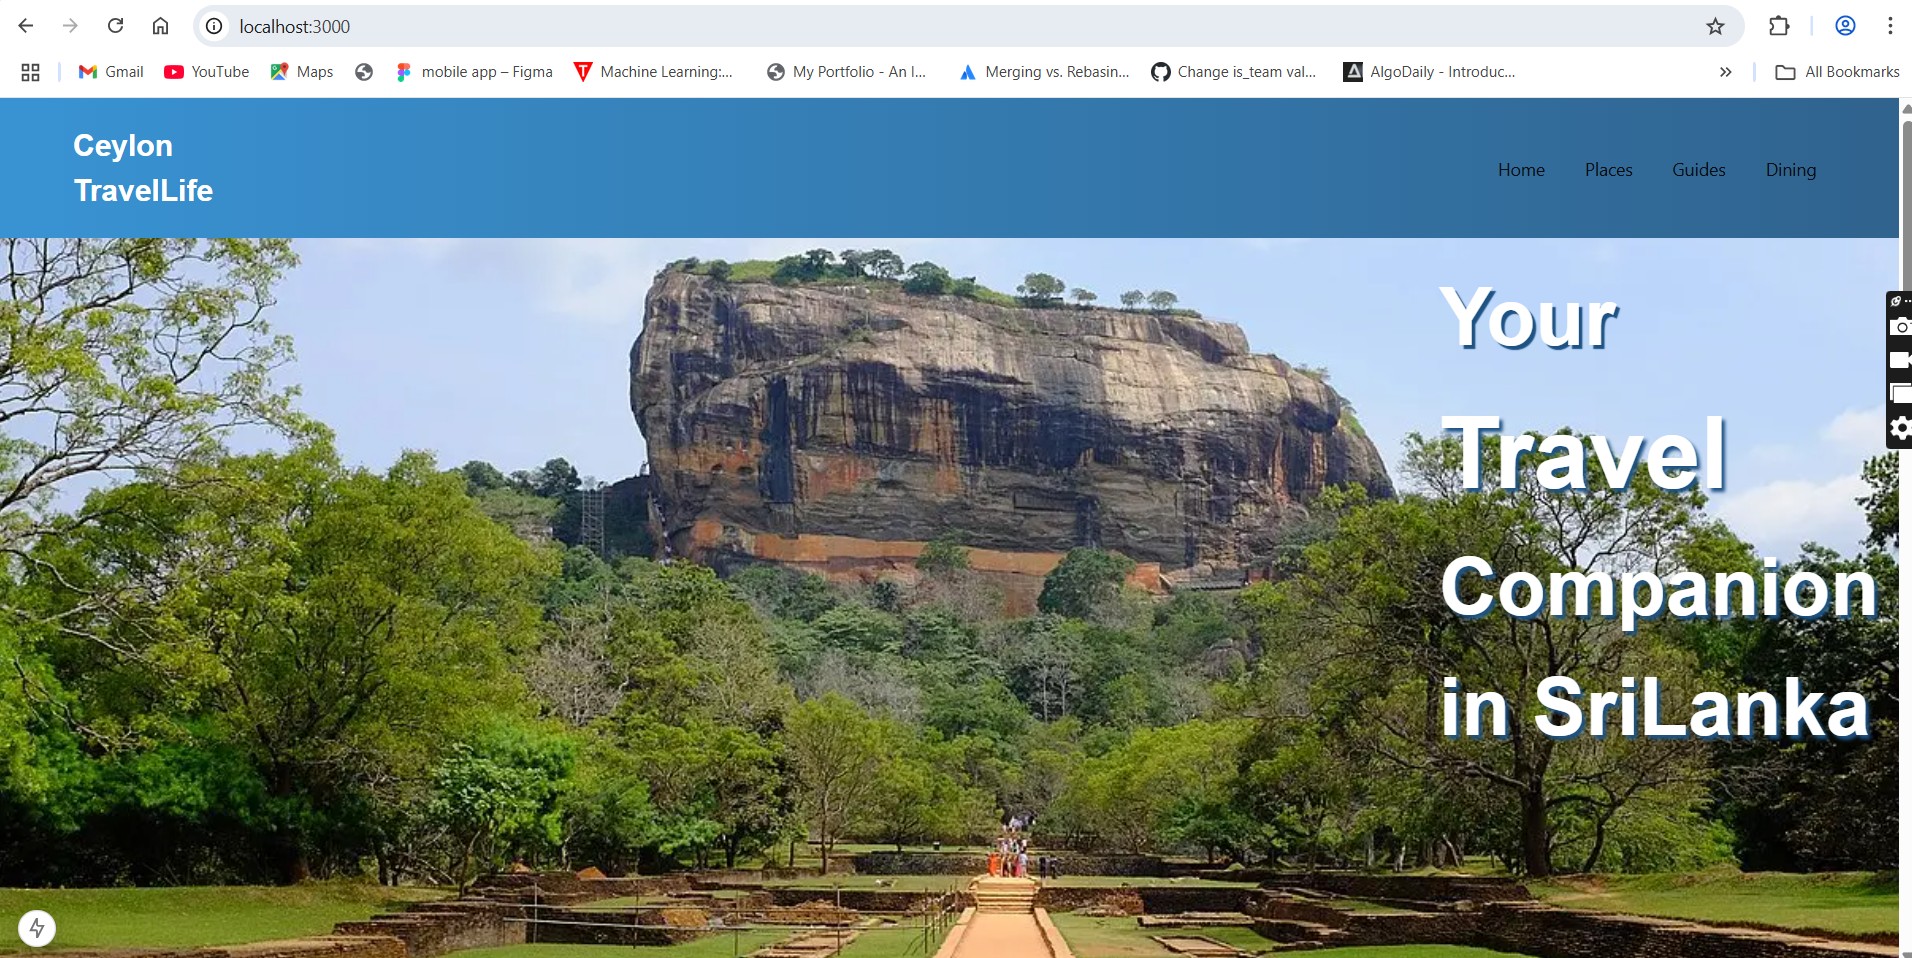 localhost:3000
Gmail YouTube Maps mobile app – Figma Machine Learning:... My Portfolio - An I... Merging vs. Rebasin... Change is_team val... AlgoDaily - Introduc... » All Bookmarks
Ceylon
TravelLife
Home Places Guides Dining
Your
Travel
Companion
in SriLanka